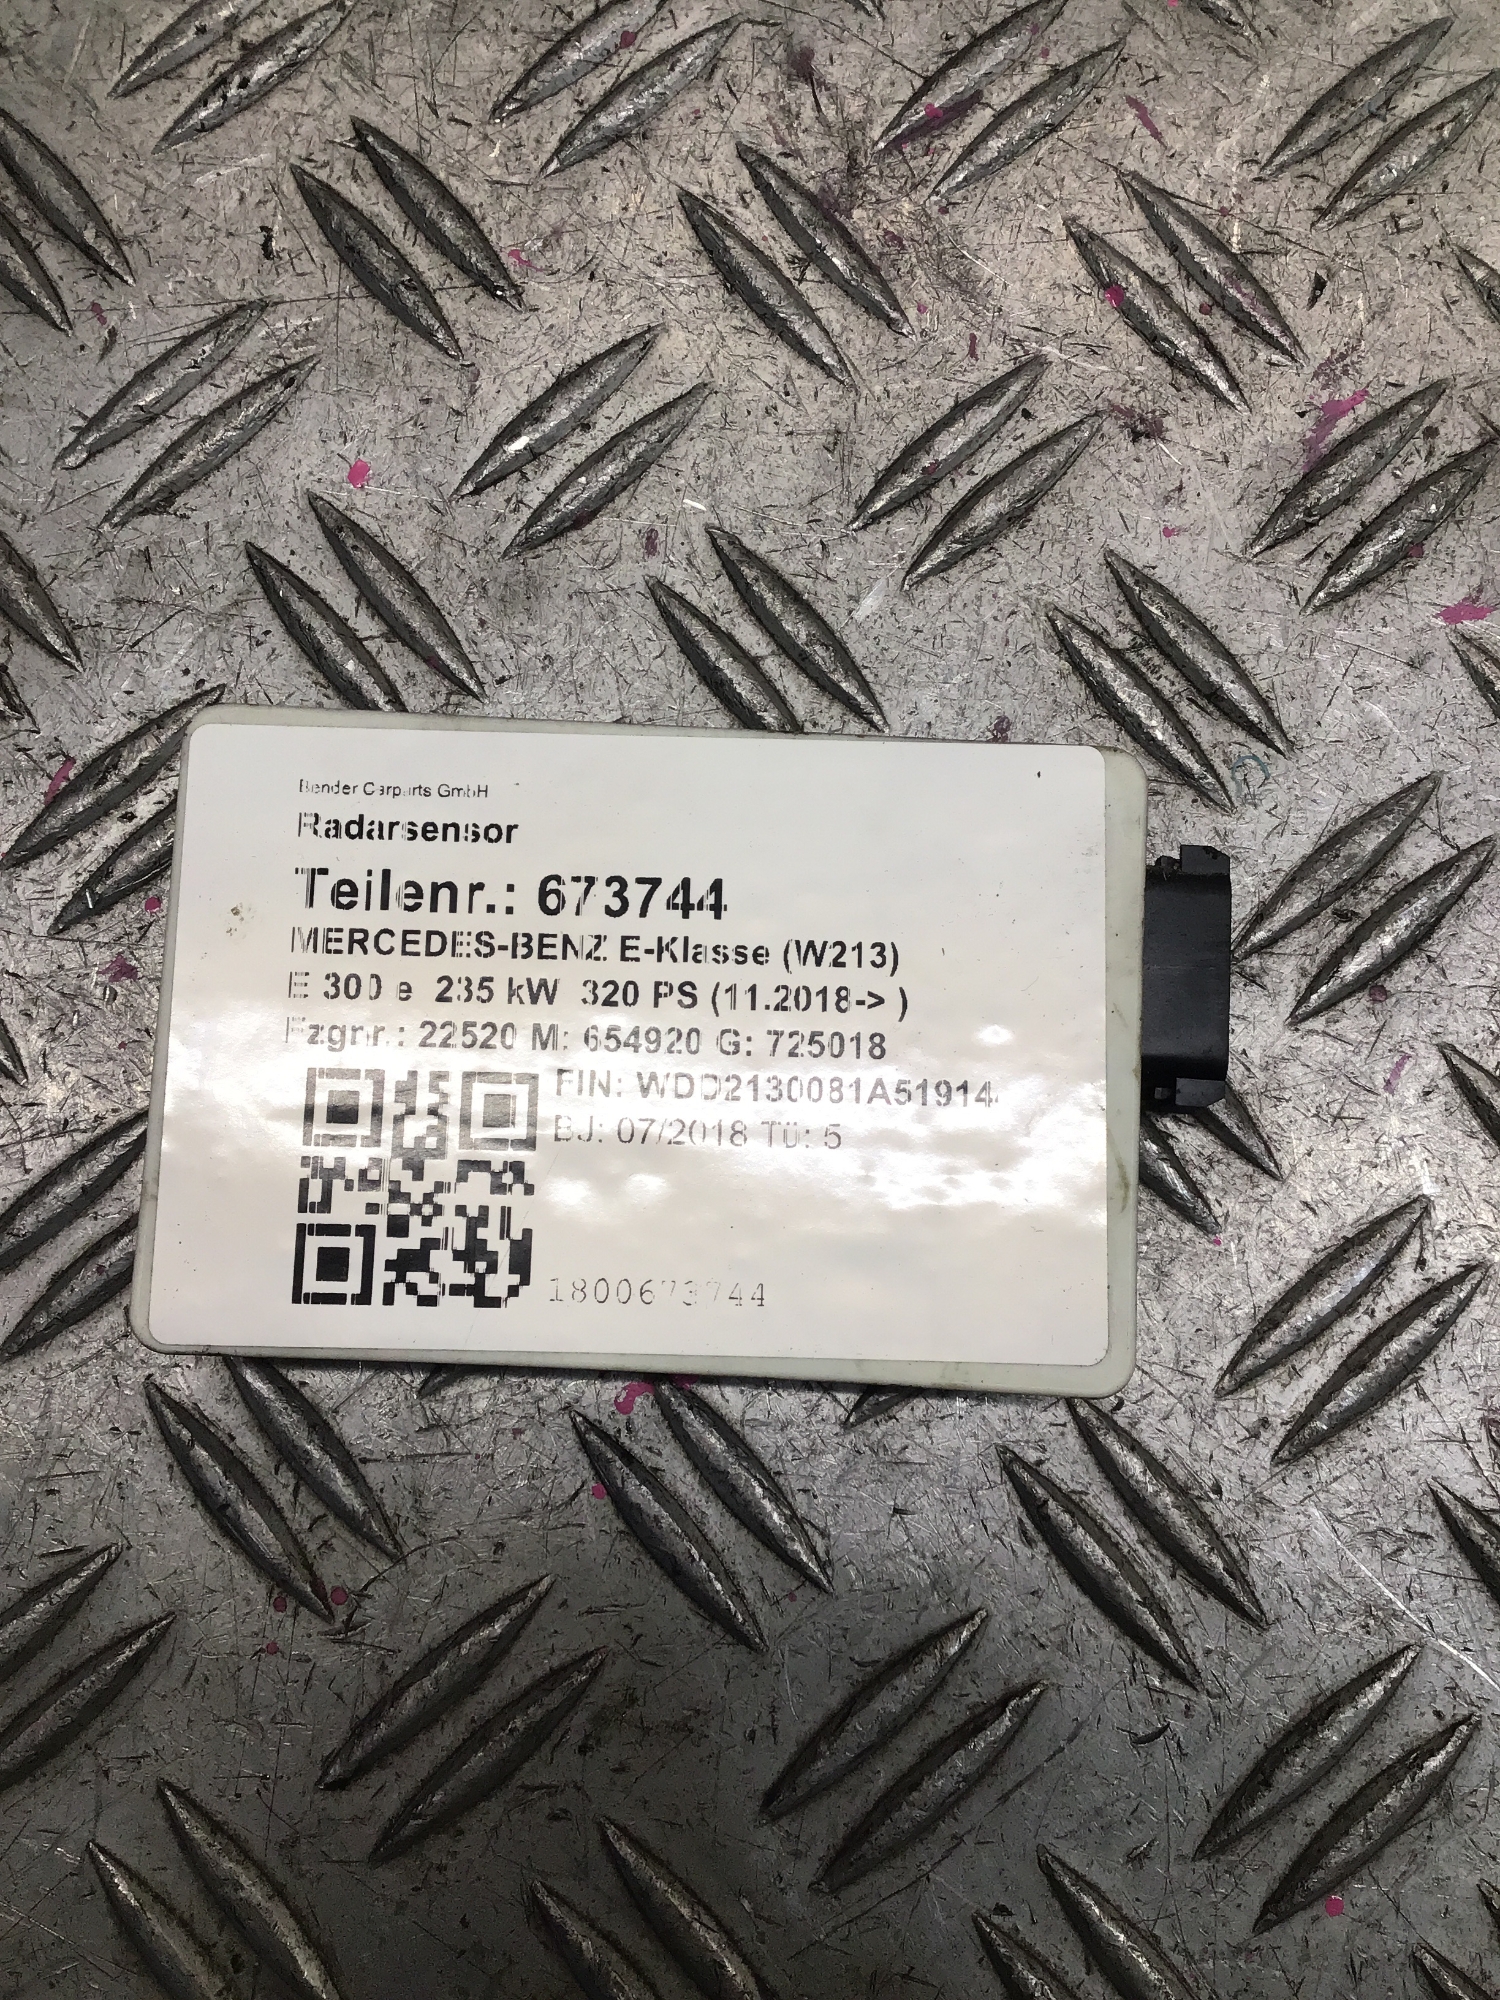 Bender Carparts GmbH
Radarsensor
Teilenr.: 673744
MERCEDES-BENZ E-Klasse (W213)
E 300 e 235 kW 320 PS (11.2018-> )
Fzgnr.: 22520 M: 654920 G: 725018
FIN: WDD2130081A51914
BJ: 07/2018 Tü: 5
1800673744